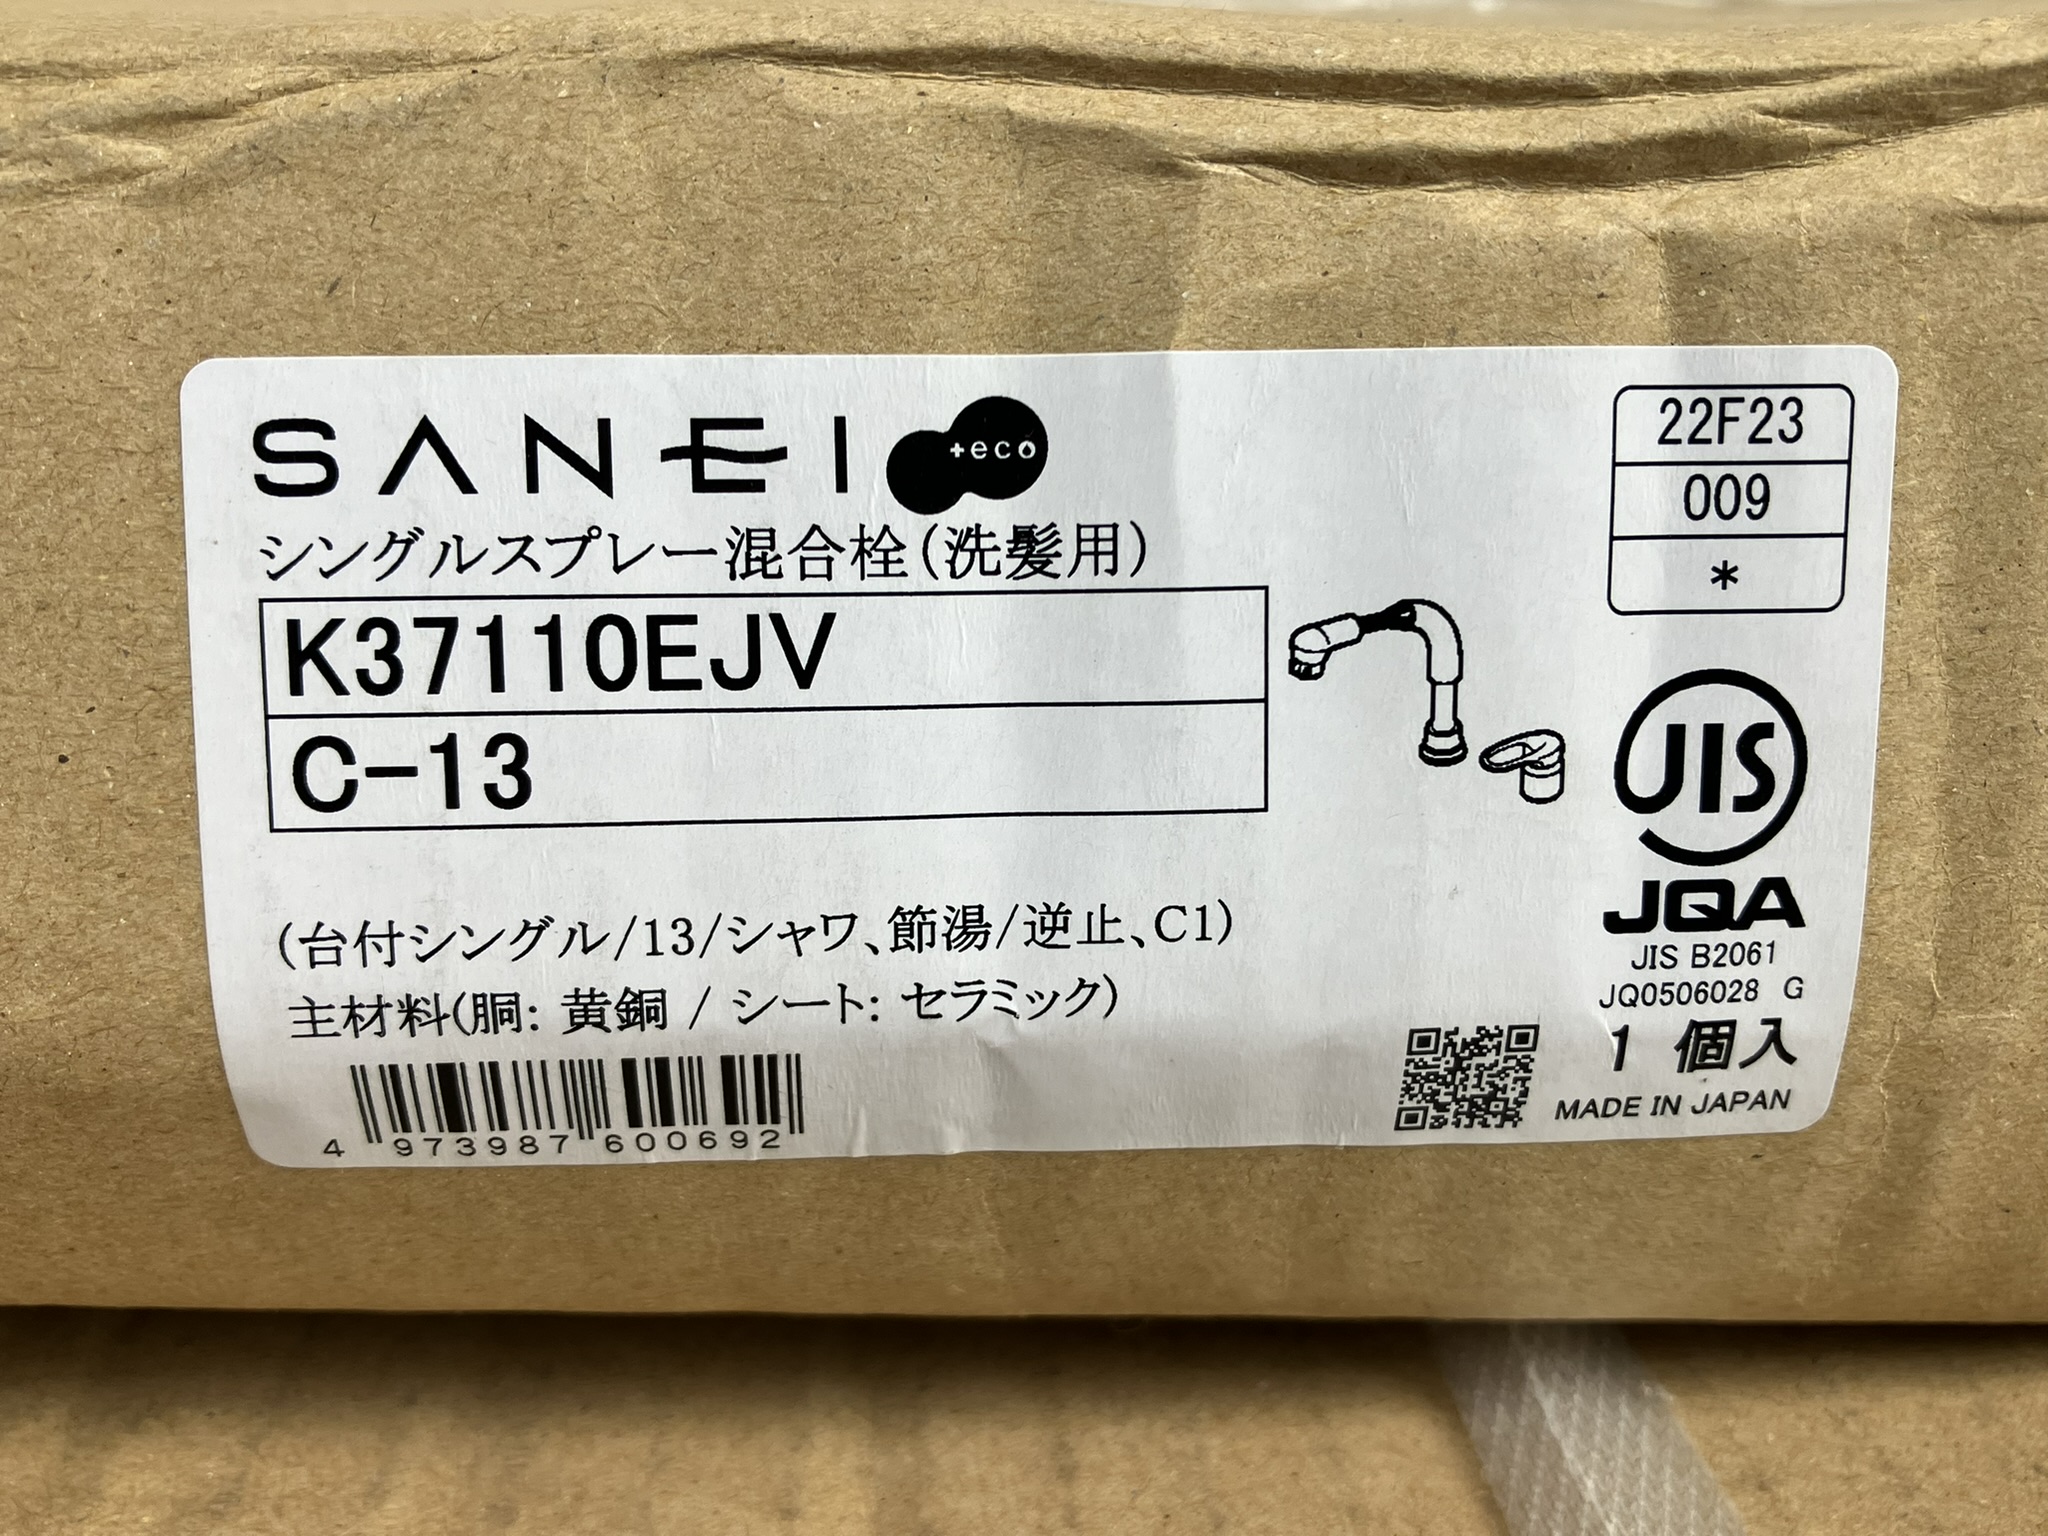 SANEI +eco
シングルスプレー混合栓(洗髪用)
K37110EJV
C-13
(台付シングル/13/シャワ、節湯/逆止、C1)
主材料(胴: 黄銅 / シート: セラミック)
4 973987 600692
22F23
009
*
JIS
JQA
JIS B2061
JQ0506028 G
1 個入
MADE IN JAPAN